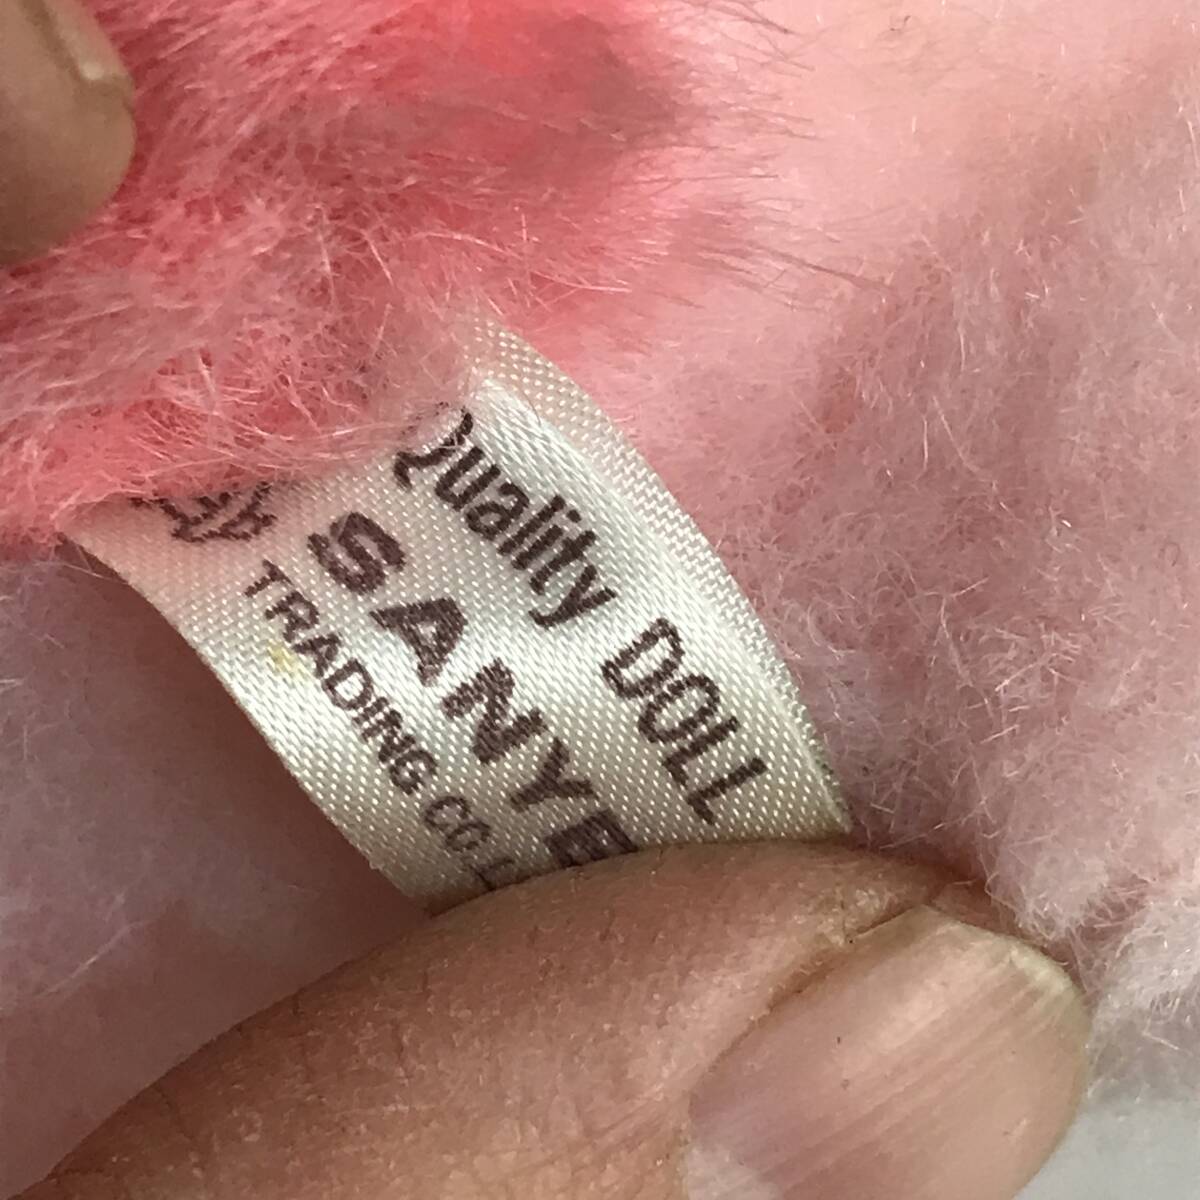 Quality DOLL
SANYE
TRADING CO.